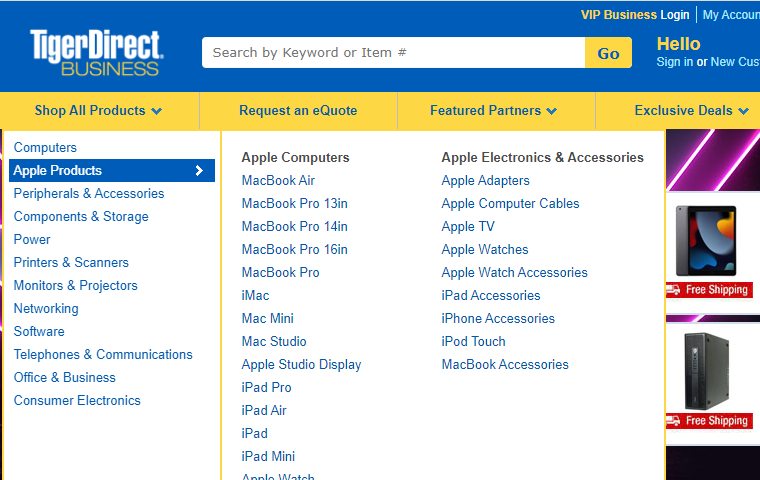 VIP Business Login
My Accoun
TigerDirect
BUSINESS
Search by Keyword or Item #
Go
Hello
Sign in or New Cus
Shop All Products
Request an eQuote
Featured Partners
Exclusive Deals
Computers
Apple Products
Peripherals & Accessories
Components & Storage
Power
Printers & Scanners
Monitors & Projectors
Networking
Software
Telephones & Communications
Office & Business
Consumer Electronics
Apple Computers
MacBook Air
MacBook Pro 13in
MacBook Pro 14in
MacBook Pro 16in
MacBook Pro
iMac
Mac Mini
Mac Studio
Apple Studio Display
iPad Pro
iPad Air
iPad
iPad Mini
Apple Watch
Apple Electronics & Accessories
Apple Adapters
Apple Computer Cables
Apple TV
Apple Watches
Apple Watch Accessories
iPad Accessories
iPhone Accessories
iPod Touch
MacBook Accessories
Free Shipping
Free Shipping